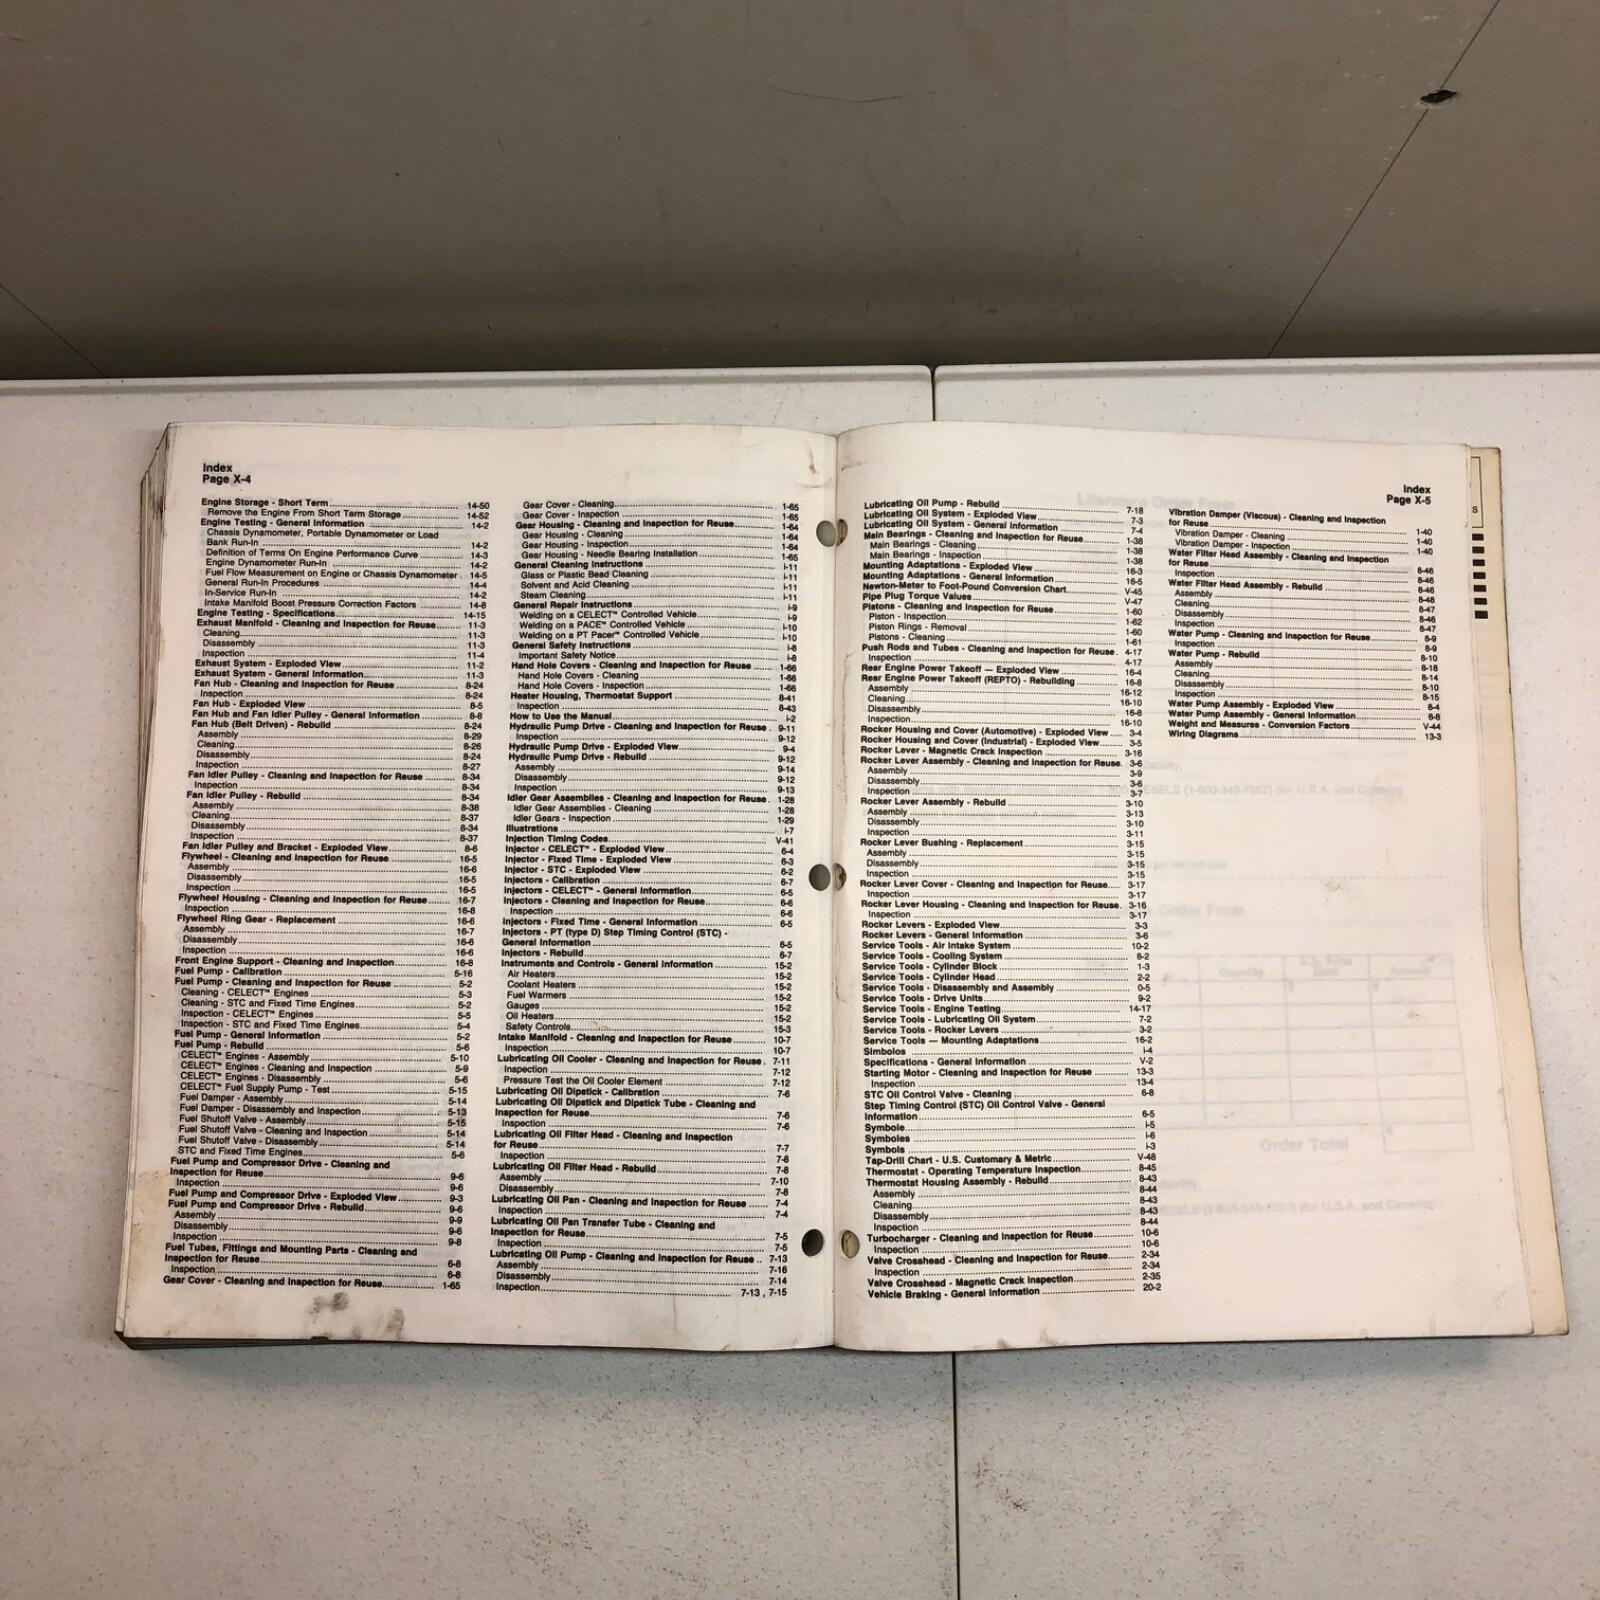 Index
Page X-4
Engine Storage - Short Term 14-50
Remove the Engine From Short Term Storage 14-52
Engine Testing - General Information 14-2
Chassis Dynamometer, Portable Dynamometer or Load
Bank Run-In 14-2
Definition of Terms On Engine Performance Curve 14-3
Engine Dynamometer Run-In 14-2
Fuel Flow Measurement on Engine or Chassis Dynamometer 14-5
General Run-In Procedures 14-4
In-Service Run-In 14-2
Intake Manifold Boost Pressure Correction Factors 14-8
Engine Testing - Specifications 14-15
Exhaust Manifold - Cleaning and Inspection for Reuse 11-3
Cleaning 11-3
Disassembly 11-3
Inspection 11-4
Exhaust System - Exploded View 11-2
Exhaust System - General Information 11-3
Fan Hub - Cleaning and Inspection for Reuse 8-24
Inspection 8-24
Fan Hub - Exploded View 8-5
Fan Hub and Fan Idler Pulley - General Information 8-8
Fan Hub (Belt Driven) - Rebuild 8-24
Assembly 8-29
Cleaning 8-26
Disassembly 8-24
Inspection 8-27
Fan Idler Pulley - Cleaning and Inspection for Reuse 8-34
Inspection 8-34
Fan Idler Pulley - Rebuild 8-34
Assembly 8-38
Cleaning 8-37
Disassembly 8-34
Inspection 8-37
Fan Idler Pulley and Bracket - Exploded View 8-6
Flywheel - Cleaning and Inspection for Reuse 16-5
Assembly 16-6
Disassembly 16-5
Inspection 16-5
Flywheel Housing - Cleaning and Inspection for Reuse 16-7
Inspection 16-8
Flywheel Ring Gear - Replacement 16-6
Assembly 16-7
Disassembly 16-6
Inspection 16-6
Front Engine Support - Cleaning and Inspection 16-8
Fuel Pump - Calibration 5-16
Fuel Pump - Cleaning and Inspection for Reuse 5-2
Cleaning - CELECT™ Engines 5-3
Cleaning - STC and Fixed Time Engines 5-2
Inspection - CELECT™ Engines 5-5
Inspection - STC and Fixed Time Engines 5-4
Fuel Pump - General Information 5-2
Fuel Pump - Rebuild 5-6
CELECT™ Engines - Assembly 5-10
CELECT™ Engines - Cleaning and Inspection 5-9
CELECT™ Engines - Disassembly 5-6
CELECT™ Fuel Supply Pump - Test 5-15
Fuel Damper - Assembly 5-14
Fuel Damper - Disassembly and Inspection 5-13
Fuel Shutoff Valve - Assembly 5-15
Fuel Shutoff Valve - Cleaning and Inspection 5-14
Fuel Shutoff Valve - Disassembly 5-14
STC and Fixed Time Engines 5-6
Fuel Pump and Compressor Drive - Cleaning and
Inspection for Reuse 9-6
Inspection 9-6
Fuel Pump and Compressor Drive - Exploded View 9-3
Fuel Pump and Compressor Drive - Rebuild 9-6
Assembly 9-9
Disassembly 9-6
Inspection 9-8
Fuel Tubes, Fittings and Mounting Parts - Cleaning and
Inspection for Reuse 6-8
Inspection 6-8
Gear Cover - Cleaning and Inspection for Reuse 1-65
Gear Cover - Cleaning 1-65
Gear Cover - Inspection 1-65
Gear Housing - Cleaning and Inspection for Reuse 1-64
Gear Housing - Cleaning 1-64
Gear Housing - Inspection 1-64
Gear Housing - Needle Bearing Installation 1-65
General Cleaning Instructions I-11
Glass or Plastic Bead Cleaning I-11
Solvent and Acid Cleaning I-11
Steam Cleaning I-11
General Repair Instructions I-9
Welding on a CELECT™ Controlled Vehicle I-9
Welding on a PACE™ Controlled Vehicle I-10
Welding on a PT Pacer™ Controlled Vehicle I-10
General Safety Instructions I-8
Important Safety Notice I-8
Hand Hole Covers - Cleaning and Inspection for Reuse 1-66
Hand Hole Covers - Cleaning 1-66
Hand Hole Covers - Inspection 1-66
Heater Housing, Thermostat Support 8-41
Inspection 8-43
How to Use the Manual I-2
Hydraulic Pump Drive - Cleaning and Inspection for Reuse 9-11
Inspection 9-12
Hydraulic Pump Drive - Exploded View 9-4
Hydraulic Pump Drive - Rebuild 9-12
Assembly 9-14
Disassembly 9-12
Inspection 9-13
Idler Gear Assemblies - Cleaning and Inspection for Reuse 1-28
Idler Gear Assemblies - Cleaning 1-28
Idler Gears - Inspection 1-29
Illustrations I-7
Injection Timing Codes V-41
Injector - CELECT™ - Exploded View 6-4
Injector - Fixed Time - Exploded View 6-3
Injector - STC - Exploded View 6-2
Injectors - Calibration 6-7
Injectors - CELECT™ - General Information 6-5
Injectors - Cleaning and Inspection for Reuse 6-6
Inspection 6-6
Injectors - Fixed Time - General Information 6-5
Injectors - PT (type D) Step Timing Control (STC) -
General Information 6-5
Injectors - Rebuild 6-7
Instruments and Controls - General Information 15-2
Air Heaters 15-2
Coolant Heaters 15-2
Fuel Warmers 15-2
Gauges 15-2
Oil Heaters 15-2
Safety Controls 15-3
Intake Manifold - Cleaning and Inspection for Reuse 10-7
Inspection 10-7
Lubricating Oil Cooler - Cleaning and Inspection for Reuse 7-11
Inspection 7-12
Pressure Test the Oil Cooler Element 7-12
Lubricating Oil Dipstick - Calibration 7-6
Lubricating Oil Dipstick and Dipstick Tube - Cleaning and
Inspection for Reuse 7-6
Inspection 7-6
Lubricating Oil Filter Head - Cleaning and Inspection
for Reuse 7-7
Inspection 7-8
Lubricating Oil Filter Head - Rebuild 7-8
Assembly 7-10
Disassembly 7-8
Lubricating Oil Pan - Cleaning and Inspection for Reuse 7-4
Inspection 7-4
Lubricating Oil Pan Transfer Tube - Cleaning and
Inspection for Reuse 7-5
Inspection 7-5
Lubricating Oil Pump - Cleaning and Inspection for Reuse 7-13
Assembly 7-16
Disassembly 7-14
Inspection 7-13 , 7-15
Index
Page X-5
Lubricating Oil Pump - Rebuild 7-18
Lubricating Oil System - Exploded View 7-3
Lubricating Oil System - General Information 7-4
Main Bearings - Cleaning and Inspection for Reuse 1-38
Main Bearings - Cleaning 1-38
Main Bearings - Inspection 1-38
Mounting Adaptations - Exploded View 16-3
Mounting Adaptations - General Information 16-5
Newton-Meter to Foot-Pound Conversion Chart V-45
Pipe Plug Torque Values V-47
Pistons - Cleaning and Inspection for Reuse 1-60
Piston - Inspection 1-62
Piston Rings - Removal 1-60
Pistons - Cleaning 1-61
Push Rods and Tubes - Cleaning and Inspection for Reuse 4-17
Inspection 4-17
Rear Engine Power Takeoff — Exploded View 16-4
Rear Engine Power Takeoff (REPTO) - Rebuilding 16-8
Assembly 16-12
Cleaning 16-10
Disassembly 16-8
Inspection 16-10
Rocker Housing and Cover (Automotive) - Exploded View 3-4
Rocker Housing and Cover (Industrial) - Exploded View 3-5
Rocker Lever - Magnetic Crack Inspection 3-16
Rocker Lever Assembly - Cleaning and Inspection for Reuse 3-6
Assembly 3-9
Disassembly 3-6
Inspection 3-7
Rocker Lever Assembly - Rebuild 3-10
Assembly 3-13
Disassembly 3-10
Inspection 3-11
Rocker Lever Bushing - Replacement 3-15
Assembly 3-15
Disassembly 3-15
Inspection 3-15
Rocker Lever Cover - Cleaning and Inspection for Reuse 3-17
Inspection 3-17
Rocker Lever Housing - Cleaning and Inspection for Reuse 3-16
Inspection 3-17
Rocker Levers - Exploded View 3-3
Rocker Levers - General Information 3-6
Service Tools - Air Intake System 10-2
Service Tools - Cooling System 8-2
Service Tools - Cylinder Block 1-3
Service Tools - Cylinder Head 2-2
Service Tools - Disassembly and Assembly 0-5
Service Tools - Drive Units 9-2
Service Tools - Engine Testing 14-17
Service Tools - Lubricating Oil System 7-2
Service Tools - Rocker Levers 3-2
Service Tools — Mounting Adaptations 16-2
Simbolos I-4
Specifications - General Information V-2
Starting Motor - Cleaning and Inspection for Reuse 13-3
Inspection 13-4
STC Oil Control Valve - Cleaning 6-8
Step Timing Control (STC) Oil Control Valve - General
Information 6-5
Symbole I-5
Symboles I-6
Symbols I-3
Tap-Drill Chart - U.S. Customary & Metric V-48
Thermostat - Operating Temperature Inspection 8-45
Thermostat Housing Assembly - Rebuild 8-43
Assembly 8-44
Cleaning 8-43
Disassembly 8-43
Inspection 8-44
Turbocharger - Cleaning and Inspection for Reuse 10-6
Inspection 10-6
Valve Crosshead - Cleaning and Inspection for Reuse 2-34
Inspection 2-34
Valve Crosshead - Magnetic Crack Inspection 2-35
Vehicle Braking - General Information 20-2
Vibration Damper (Viscous) - Cleaning and Inspection
for Reuse 1-40
Vibration Damper - Cleaning 1-40
Vibration Damper - Inspection 1-40
Water Filter Head Assembly - Cleaning and Inspection
for Reuse 8-46
Inspection 8-46
Water Filter Head Assembly - Rebuild 8-46
Assembly 8-48
Cleaning 8-47
Disassembly 8-46
Inspection 8-47
Water Pump - Cleaning and Inspection for Reuse 8-9
Inspection 8-9
Water Pump - Rebuild 8-10
Assembly 8-18
Cleaning 8-14
Disassembly 8-10
Inspection 8-15
Water Pump Assembly - Exploded View 8-4
Water Pump Assembly - General Information 8-8
Weight and Measures - Conversion Factors V-44
Wiring Diagrams 13-3